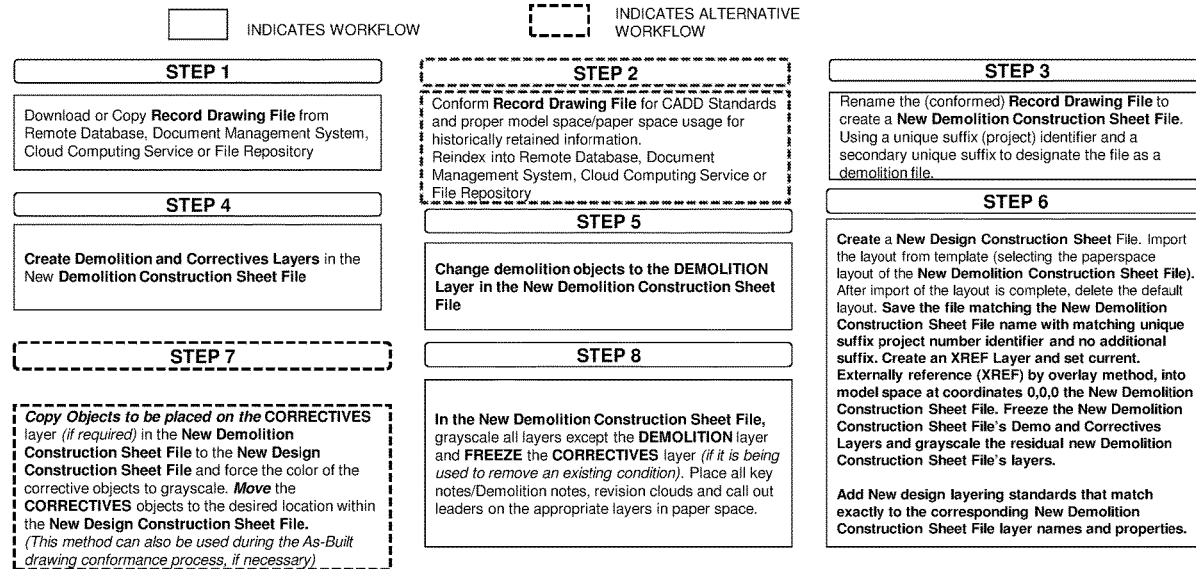 INDICATES WORKFLOW
INDICATES ALTERNATIVE
WORKFLOW
STEP 1
Download or Copy Record Drawing File from
Remote Database, Document Management System,
Cloud Computing Service or File Repository
STEP 2
Conform Record Drawing File for CADD Standards
and proper model space/paper space usage for
historically retained information.
Reindex into Remote Database, Document
Management System, Cloud Computing Service or
File Repository
STEP 3
Rename the (conformed) Record Drawing File to
create a New Demolition Construction Sheet File.
Using a unique suffix (project) identifier and a
secondary unique suffix to designate the file as a
demolition file.
STEP 4
Create Demolition and Correctives Layers in the
New Demolition Construction Sheet File
STEP 5
Change demolition objects to the DEMOLITION
Layer in the New Demolition Construction Sheet
File
STEP 6
Create a New Design Construction Sheet File. Import
the layout from template (selecting the paperspace
layout of the New Demolition Construction Sheet File).
After import of the layout is complete, delete the default
layout. Save the file matching the New Demolition
Construction Sheet File name with matching unique
suffix project number identifier and no additional
suffix. Create an XREF Layer and set current.
Externally reference (XREF) by overlay method, into
model space at coordinates 0,0,0 the New Demolition
Construction Sheet File. Freeze the New Demolition
Construction Sheet File's Demo and Correctives
Layers and grayscale the residual new Demolition
Construction Sheet File's layers.
Add New design layering standards that match
exactly to the corresponding New Demolition
Construction Sheet File layer names and properties.
STEP 7
Copy Objects to be placed on the CORRECTIVES
layer (if required) in the New Demolition
Construction Sheet File to the New Design
Construction Sheet File and force the color of the
corrective objects to grayscale. Move the
CORRECTIVES objects to the desired location within
the New Design Construction Sheet File.
(This method can also be used during the As-Built
drawing conformance process, if necessary)
STEP 8
In the New Demolition Construction Sheet File,
grayscale all layers except the DEMOLITION layer
and FREEZE the CORRECTIVES layer (if it is being
used to remove an existing condition). Place all key
notes/Demolition notes, revision clouds and call out
leaders on the appropriate layers in paper space.